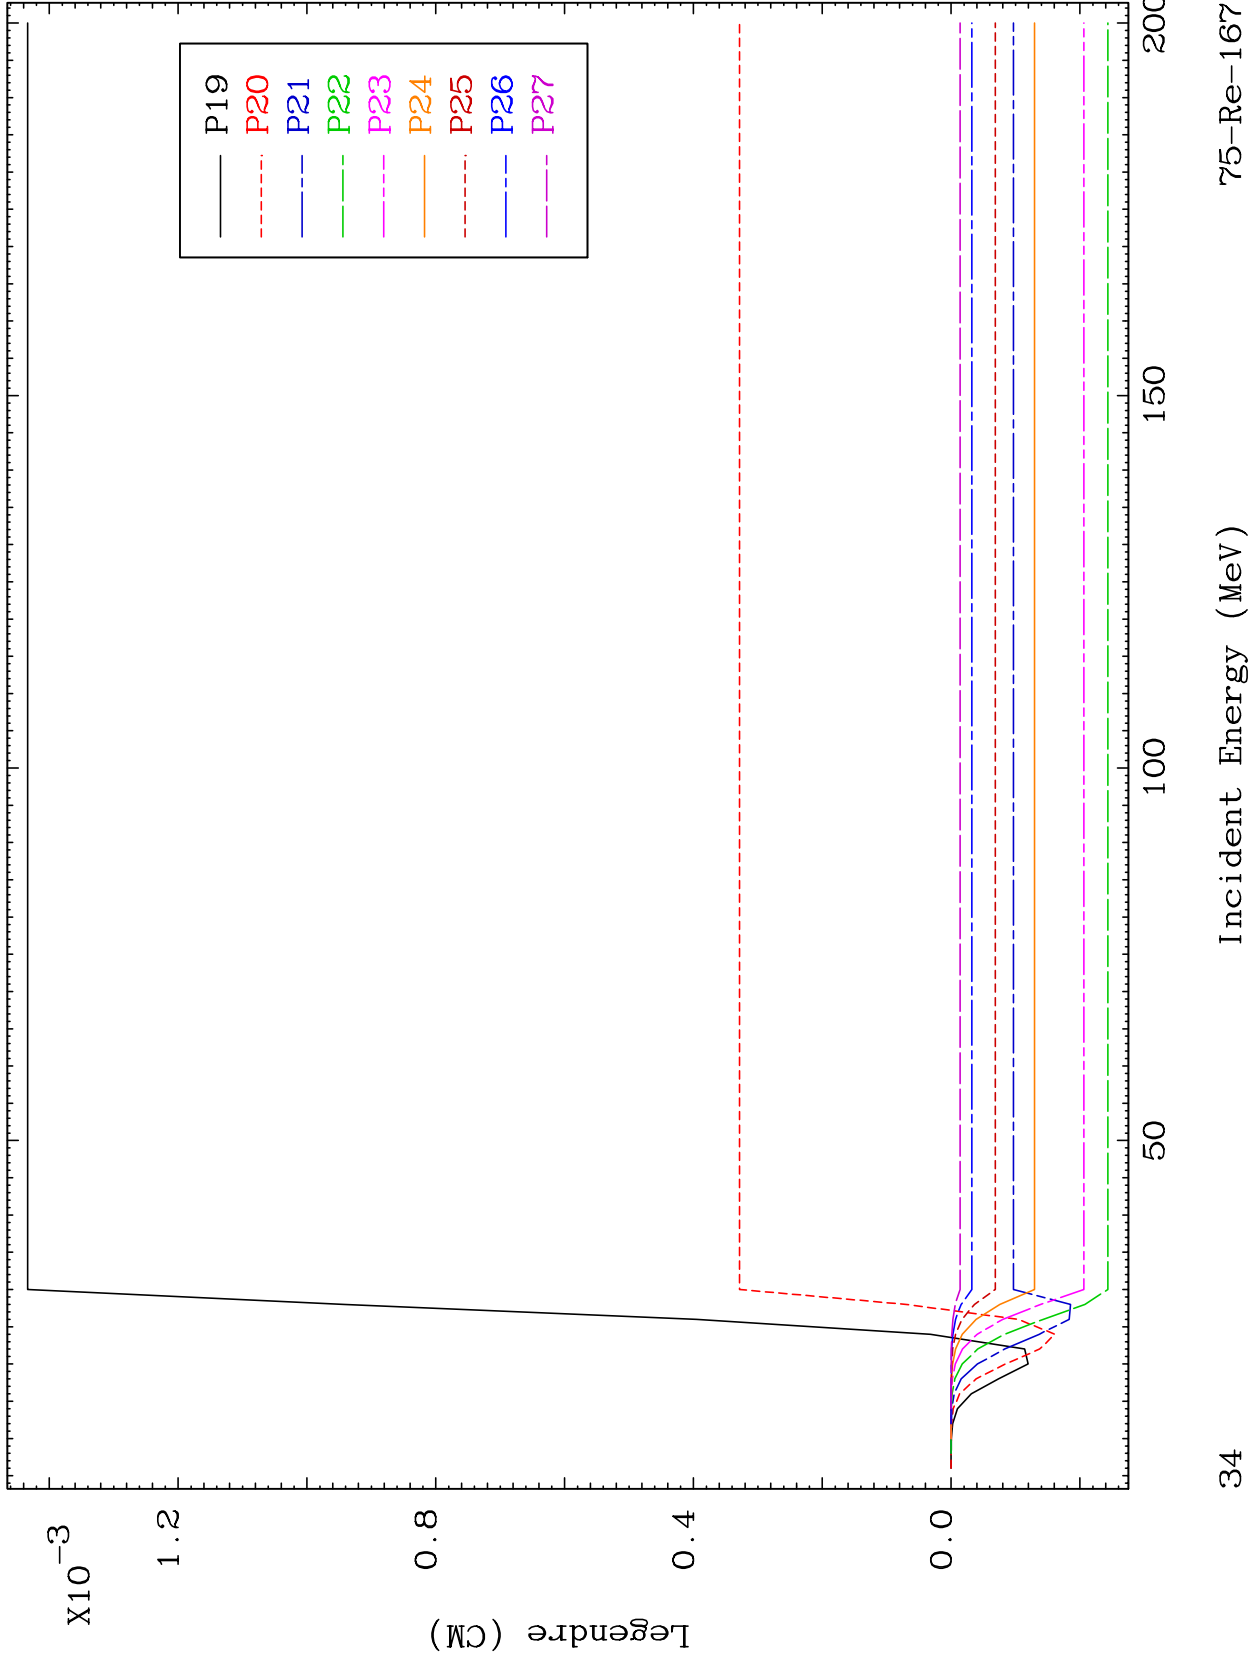 X10-3
1.2
0.8
0.4
0.0
Legendre (CM)
P19
P20
P21
P22
P23
P24
P25
P26
P27
50
100
150
200
Incident Energy (MeV)
34
75-Re-167